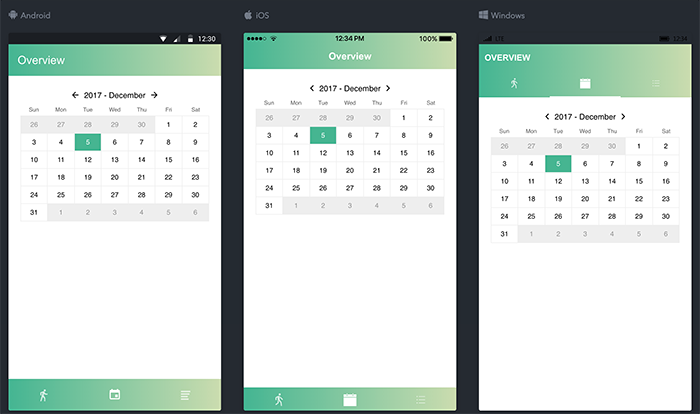 Android
12:30
Overview
2017 - December
Sun Mon Tue Wed Thu Fri Sat
26 27 28 29 30 1 2
3 4 5 6 7 8 9
10 11 12 13 14 15 16
17 18 19 20 21 22 23
24 25 26 27 28 29 30
31 1 2 3 4 5 6
iOS
12:34 PM 100%
Overview
2017 - December
Sun Mon Tue Wed Thu Fri Sat
26 27 28 29 30 1 2
3 4 5 6 7 8 9
10 11 12 13 14 15 16
17 18 19 20 21 22 23
24 25 26 27 28 29 30
31 1 2 3 4 5 6
Windows
LTE 12:34
OVERVIEW
2017 - December
Sun Mon Tue Wed Thu Fri Sat
26 27 28 29 30 1 2
3 4 5 6 7 8 9
10 11 12 13 14 15 16
17 18 19 20 21 22 23
24 25 26 27 28 29 30
31 1 2 3 4 5 6